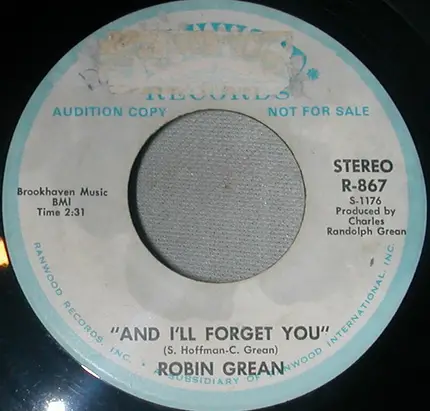 RECORDS
AUDITION COPY
NOT FOR SALE
STEREO
R-867
S-1176
Produced by
Charles
Randolph Grean
Brookhaven Music
BMI
Time 2:31
"AND I'LL FORGET YOU"
(S. Hoffman-C. Grean)
ROBIN GREAN
RANWOOD RECORDS, INC. A SUBSIDIARY OF RANWOOD INTERNATIONAL, INC.